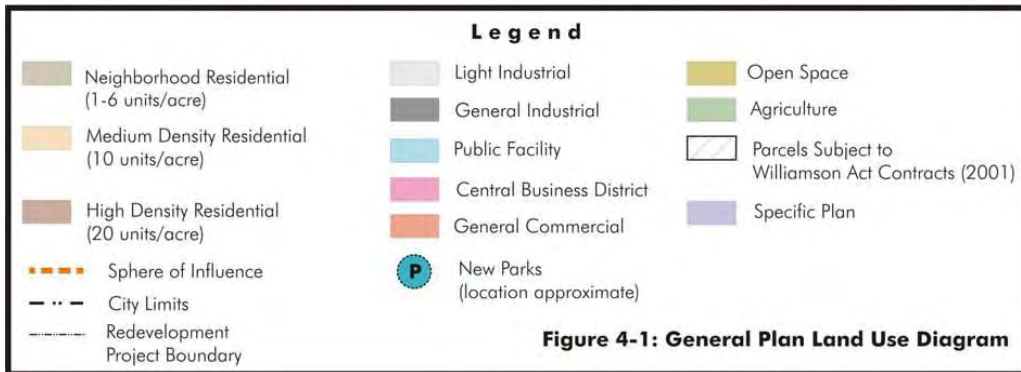 Legend
Neighborhood Residential
(1-6 units/acre)
Medium Density Residential
(10 units/acre)
High Density Residential
(20 units/acre)
Sphere of Influence
City Limits
Redevelopment
Project Boundary
Light Industrial
General Industrial
Public Facility
Central Business District
General Commercial
P
New Parks
(location approximate)
Open Space
Agriculture
Parcels Subject to
Williamson Act Contracts (2001)
Specific Plan
Figure 4-1: General Plan Land Use Diagram